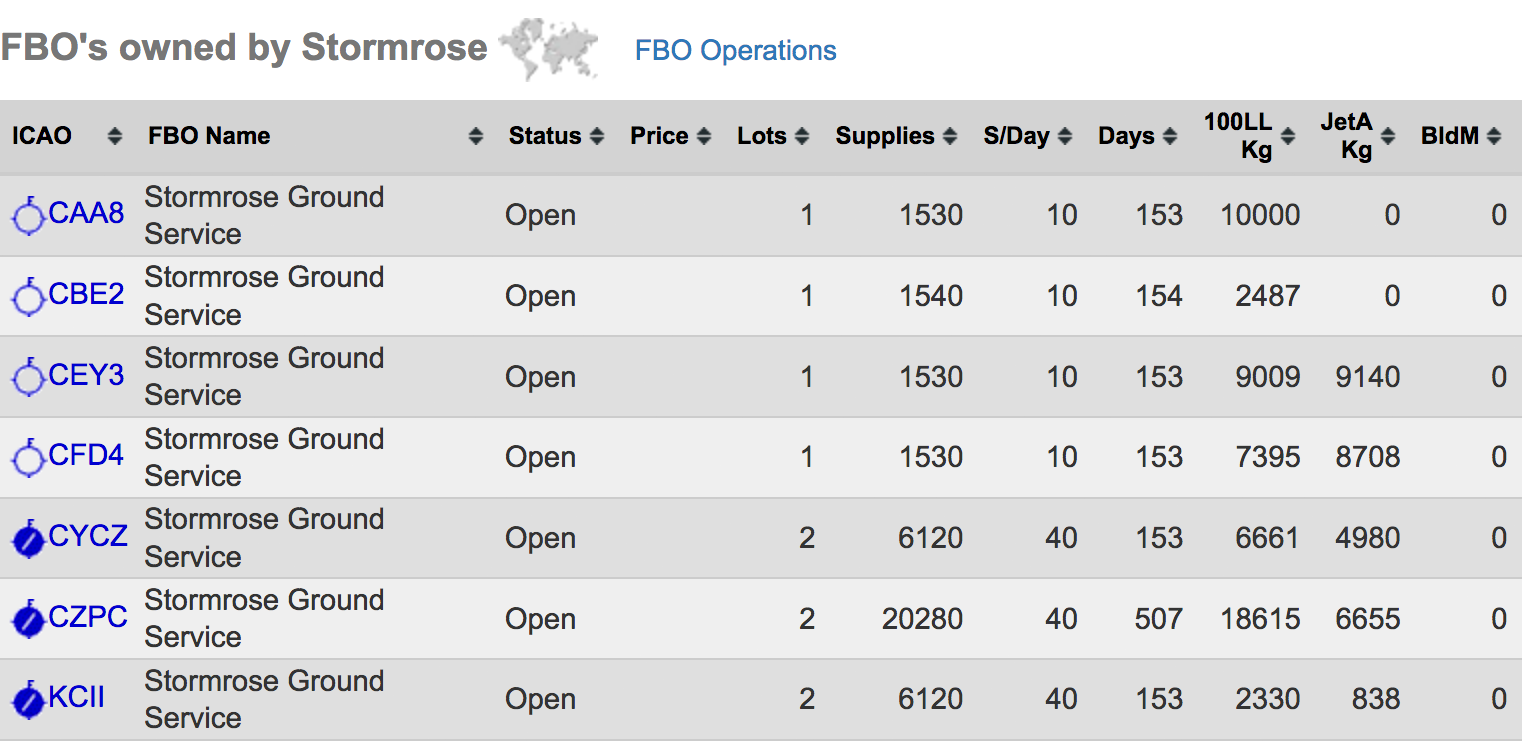 FBO's owned by Stormrose FBO Operations
ICAO FBO Name Status Price Lots Supplies S/Day Days 100LL Kg JetA Kg BldM
CAA8 Stormrose Ground Service Open 1 1530 10 153 10000 0 0
CBE2 Stormrose Ground Service Open 1 1540 10 154 2487 0 0
CEY3 Stormrose Ground Service Open 1 1530 10 153 9009 9140 0
CFD4 Stormrose Ground Service Open 1 1530 10 153 7395 8708 0
CYCZ Stormrose Ground Service Open 2 6120 40 153 6661 4980 0
CZPC Stormrose Ground Service Open 2 20280 40 507 18615 6655 0
KCII Stormrose Ground Service Open 2 6120 40 153 2330 838 0